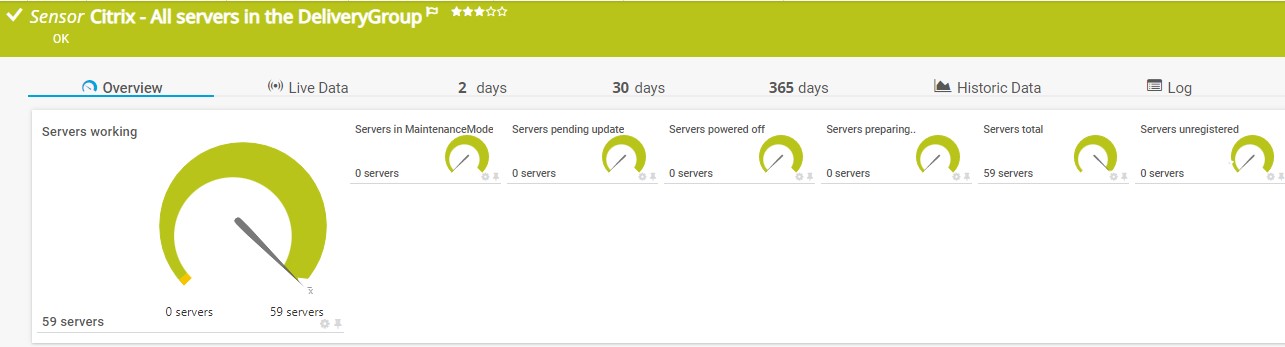 Sensor Citrix - All servers in the DeliveryGroup
OK
Overview
Live Data
2 days
30 days
365 days
Historic Data
Log
Servers working
0 servers
59 servers
59 servers
Servers in MaintenanceMode
0 servers
Servers pending update
0 servers
Servers powered off
0 servers
Servers preparing..
0 servers
Servers total
59 servers
Servers unregistered
0 servers